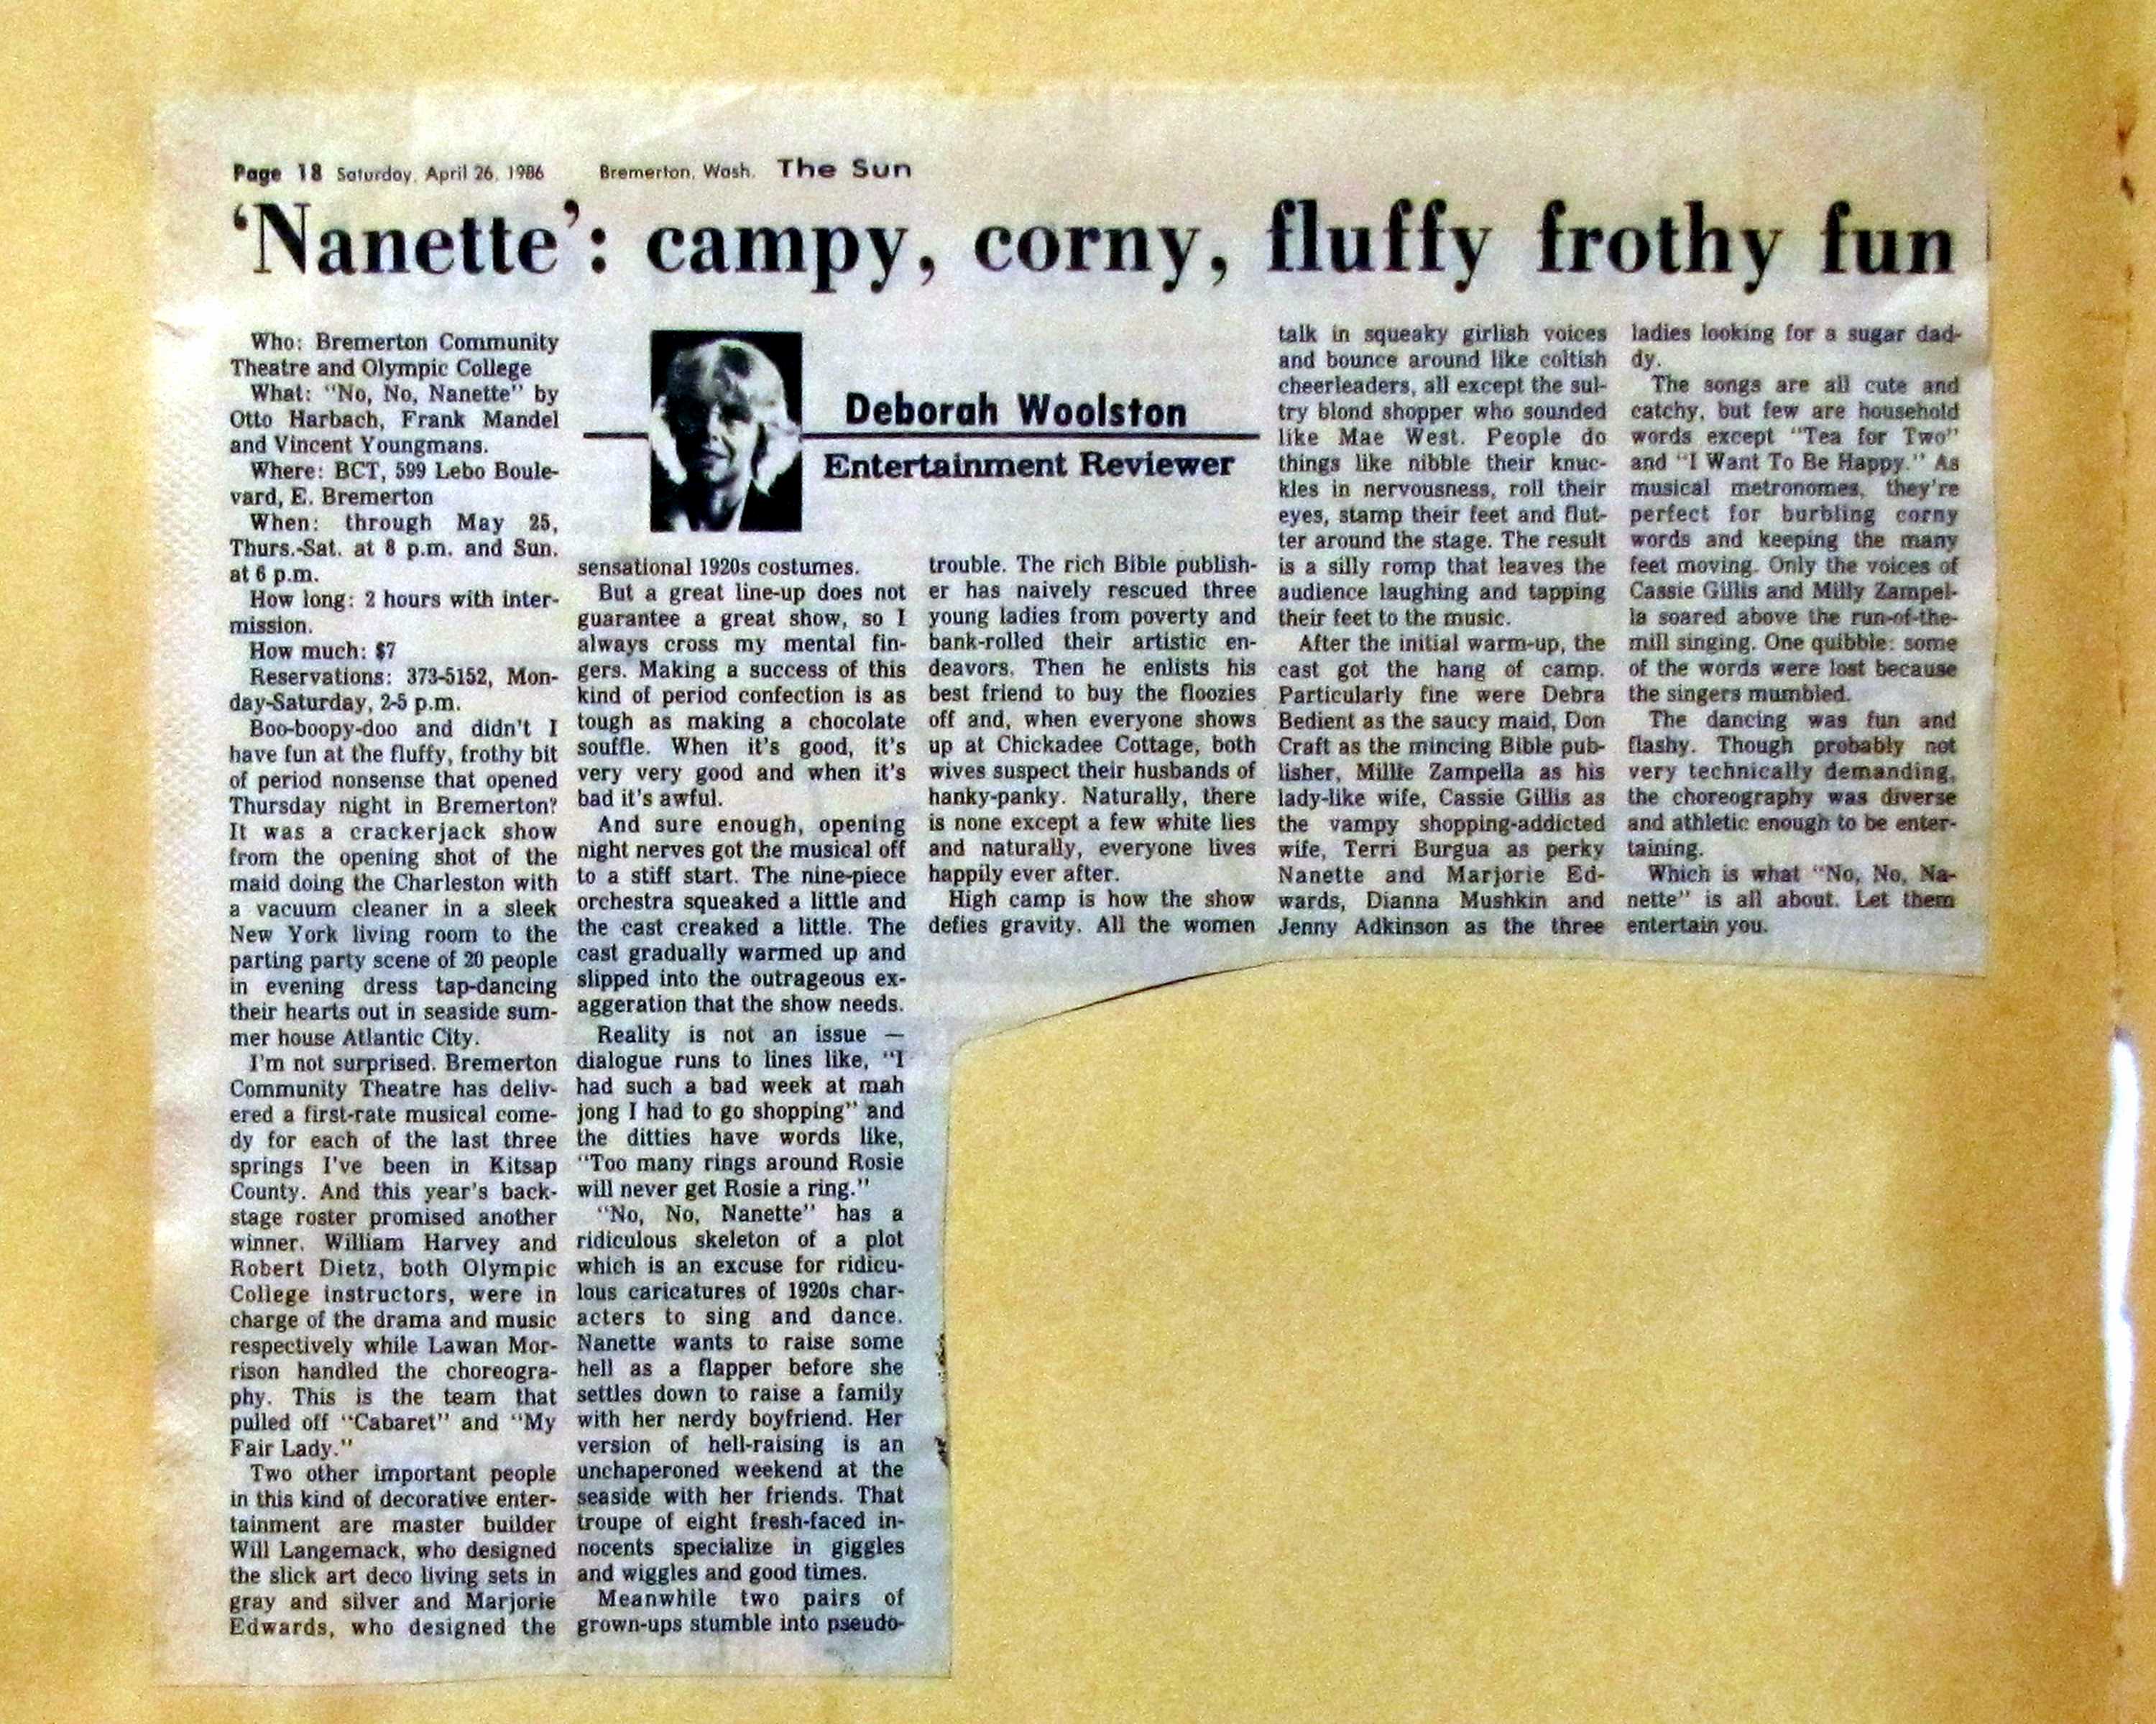 Page 18 Saturday, April 26, 1986 Bremerton, Wash. The Sun
‘Nanette’: campy, corny, fluffy frothy fun
Who: Bremerton Community
Theatre and Olympic College
What: “No, No, Nanette” by
Otto Harbach, Frank Mandel
and Vincent Youngmans.
Where: BCT, 599 Lebo Boule-
vard, E. Bremerton
When: through May 25,
Thurs.-Sat. at 8 p.m. and Sun.
at 6 p.m.
How long: 2 hours with inter-
mission.
How much: $7
Reservations: 373-5152, Mon-
day-Saturday, 2-5 p.m.
Boo-boopy-doo and didn't I
have fun at the fluffy, frothy bit
of period nonsense that opened
Thursday night in Bremerton?
It was a crackerjack show
from the opening shot of the
maid doing the Charleston with
a vacuum cleaner in a sleek
New York living room to the
parting party scene of 20 people
in evening dress tap-dancing
their hearts out in seaside sum-
mer house Atlantic City.
I'm not surprised. Bremerton
Community Theatre has deliv-
ered a first-rate musical come-
dy for each of the last three
springs I've been in Kitsap
County. And this year's back-
stage roster promised another
winner. William Harvey and
Robert Dietz, both Olympic
College instructors, were in
charge of the drama and music
respectively while Lawan Mor-
rison handled the choreogra-
phy. This is the team that
pulled off “Cabaret” and “My
Fair Lady.”
Two other important people
in this kind of decorative enter-
tainment are master builder
Will Langemack, who designed
the slick art deco living sets in
gray and silver and Marjorie
Edwards, who designed the
Deborah Woolston
Entertainment Reviewer
sensational 1920s costumes.
But a great line-up does not
guarantee a great show, so I
always cross my mental fin-
gers. Making a success of this
kind of period confection is as
tough as making a chocolate
souffle. When it's good, it's
very very good and when it's
bad it's awful.
And sure enough, opening
night nerves got the musical off
to a stiff start. The nine-piece
orchestra squeaked a little and
the cast creaked a little. The
cast gradually warmed up and
slipped into the outrageous ex-
aggeration that the show needs.
Reality is not an issue —
dialogue runs to lines like, “I
had such a bad week at mah
jong I had to go shopping” and
the ditties have words like,
“Too many rings around Rosie
will never get Rosie a ring.”
“No, No, Nanette” has a
ridiculous skeleton of a plot
which is an excuse for ridicu-
lous caricatures of 1920s char-
acters to sing and dance.
Nanette wants to raise some
hell as a flapper before she
settles down to raise a family
with her nerdy boyfriend. Her
version of hell-raising is an
unchaperoned weekend at the
seaside with her friends. That
troupe of eight fresh-faced in-
nocents specialize in giggles
and wiggles and good times.
Meanwhile two pairs of
grown-ups stumble into pseudo-
trouble. The rich Bible publish-
er has naively rescued three
young ladies from poverty and
bank-rolled their artistic en-
deavors. Then he enlists his
best friend to buy the floozies
off and, when everyone shows
up at Chickadee Cottage, both
wives suspect their husbands of
hanky-panky. Naturally, there
is none except a few white lies
and naturally, everyone lives
happily ever after.
High camp is how the show
defies gravity. All the women
talk in squeaky girlish voices
and bounce around like coltish
cheerleaders, all except the sul-
try blond shopper who sounded
like Mae West. People do
things like nibble their knuc-
kles in nervousness, roll their
eyes, stamp their feet and flut-
ter around the stage. The result
is a silly romp that leaves the
audience laughing and tapping
their feet to the music.
After the initial warm-up, the
cast got the hang of camp.
Particularly fine were Debra
Bedient as the saucy maid, Don
Craft as the mincing Bible pub-
lisher, Millie Zampella as his
lady-like wife, Cassie Gillis as
the vampy shopping-addicted
wife, Terri Burgua as perky
Nanette and Marjorie Ed-
wards, Dianna Mushkin and
Jenny Adkinson as the three
ladies looking for a sugar dad-
dy.
The songs are all cute and
catchy, but few are household
words except “Tea for Two”
and “I Want To Be Happy.” As
musical metronomes, they're
perfect for burbling corny
words and keeping the many
feet moving. Only the voices of
Cassie Gillis and Milly Zampel-
la soared above the run-of-the-
mill singing. One quibble: some
of the words were lost because
the singers mumbled.
The dancing was fun and
flashy. Though probably not
very technically demanding,
the choreography was diverse
and athletic enough to be enter-
taining.
Which is what “No, No, Na-
nette” is all about. Let them
entertain you.